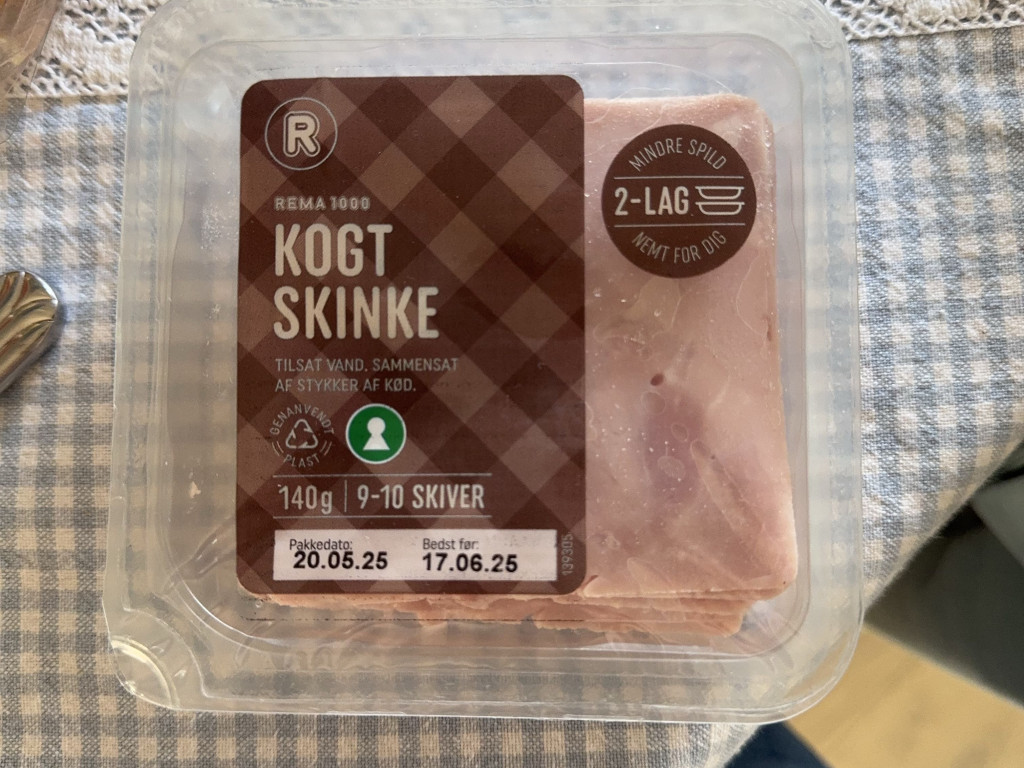 R
REMA 1000
KOGT
SKINKE
TILSAT VAND. SAMMENSAT
AF STYKKER AF KØD.
GENANVENDT
PLAST
140g | 9-10 SKIVER
Pakkedato: Bedst før:
20.05.25 17.06.25
139305
MINDRE SPILD
2-LAG
NEMT FOR DIG